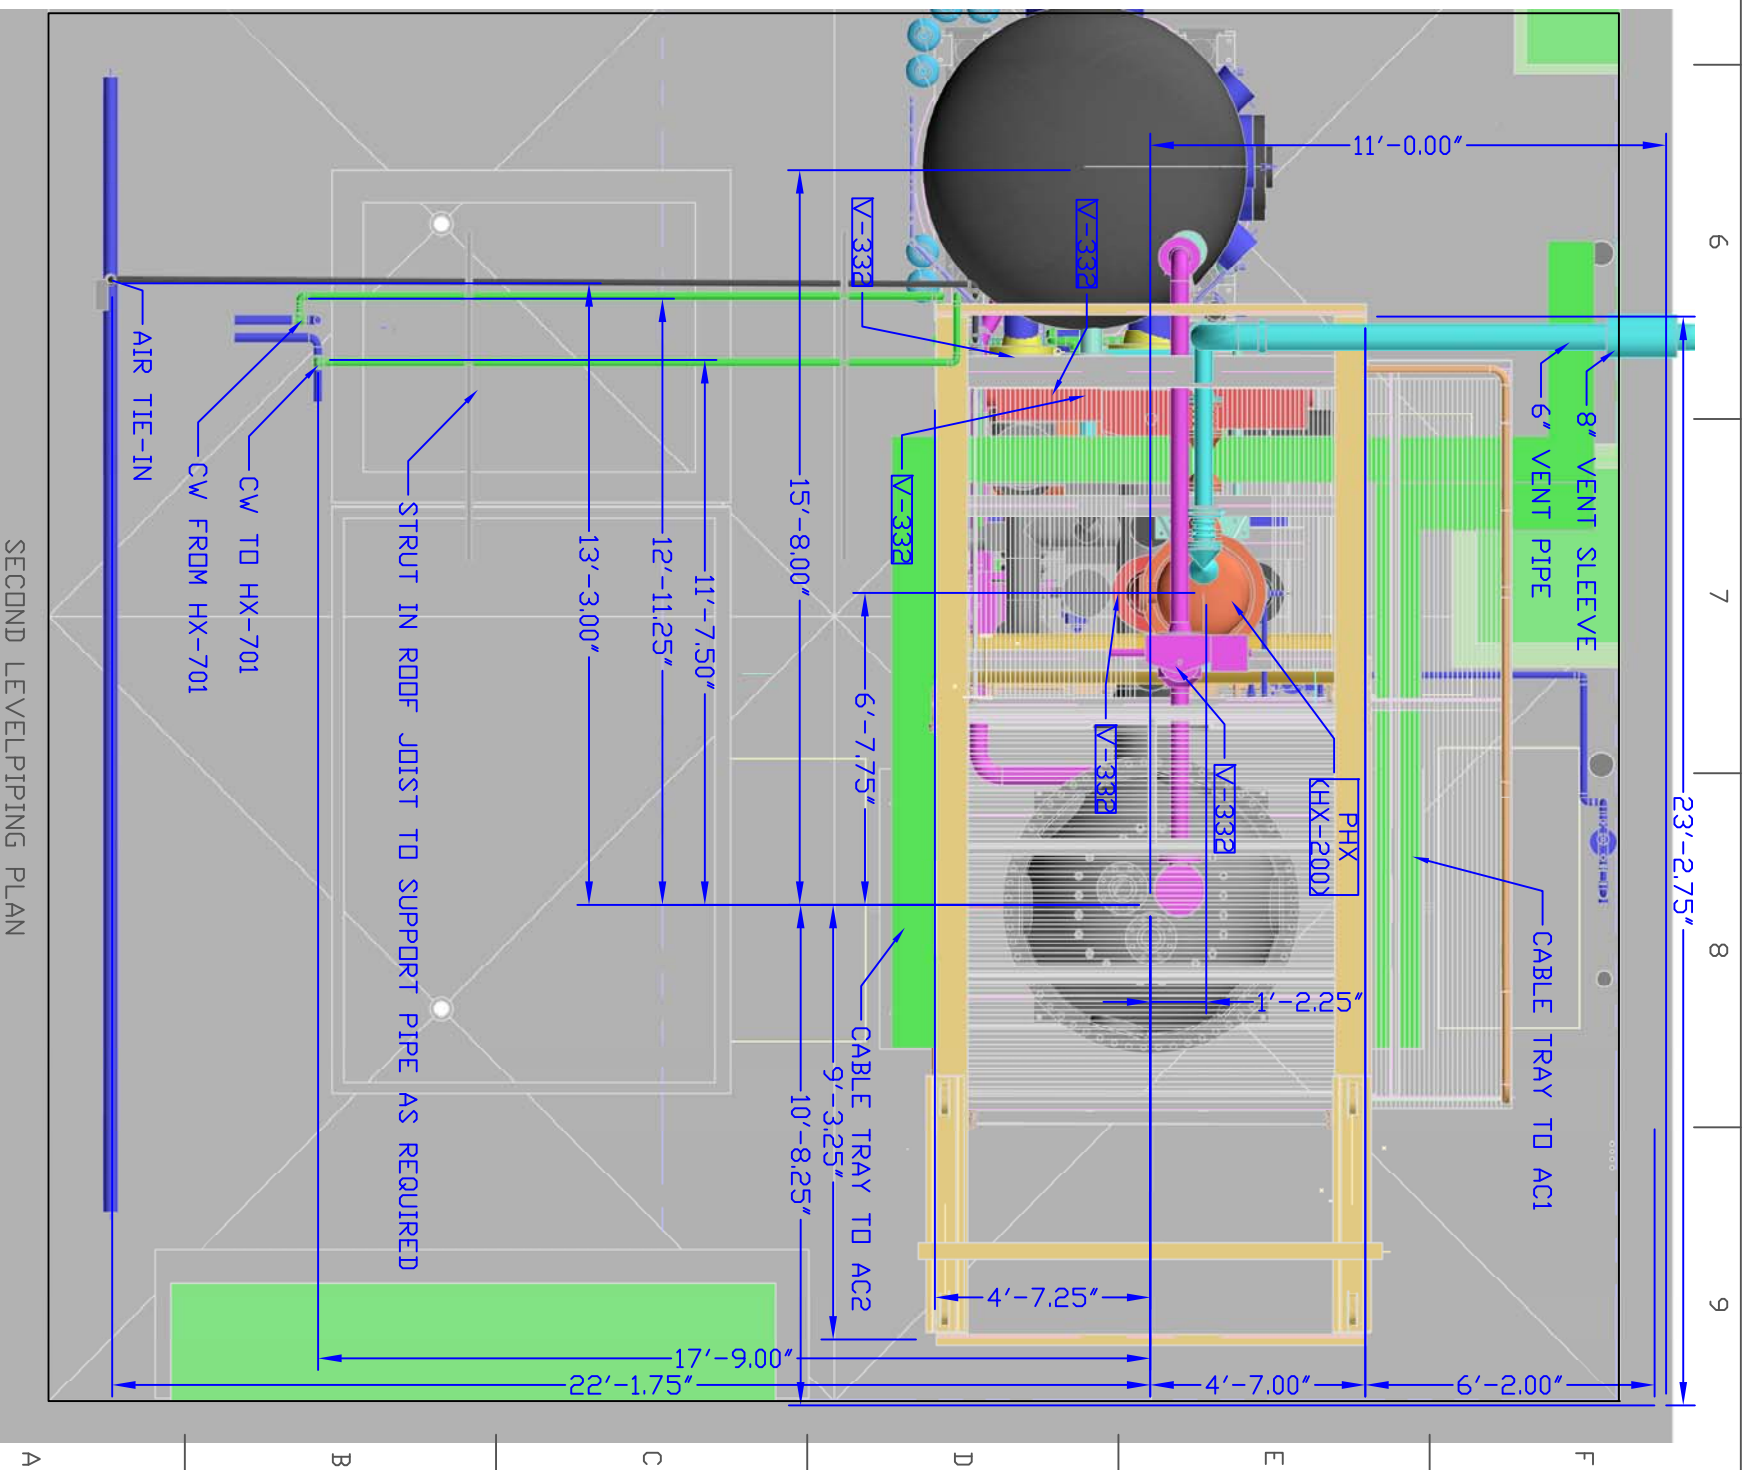 6
7
8
9
A
B
C
D
E
F
11'-0.00"
23'-2.75"
8" VENT SLEEVE
6" VENT PIPE
CABLE TRAY TO AC1
PHX
(HX-200)
V-332
V-332
V-332
V-332
V-332
15'-8.00"
6'-7.75"
11'-7.50"
12'-11.25"
13'-3.00"
1'-2.25"
CABLE TRAY TO AC2
9'-3.25"
10'-8.25"
4'-7.25"
17'-9.00"
22'-1.75"
4'-7.00"
6'-2.00"
STRUT IN ROOF JOIST TO SUPPORT PIPE AS REQUIRED
CW TO HX-701
CW FROM HX-701
AIR TIE-IN
SECOND LEVELPIPING PLAN